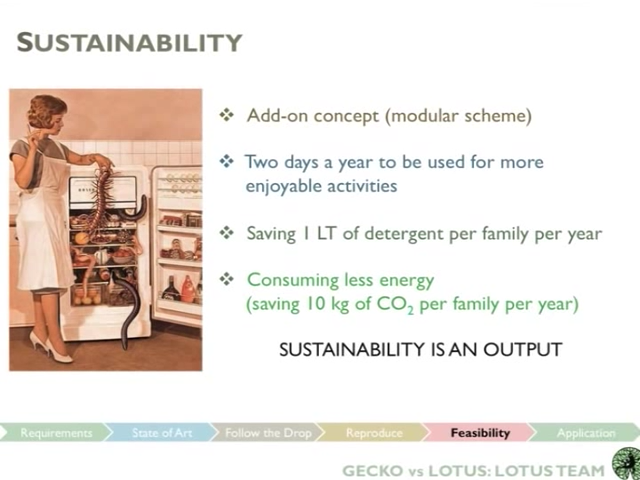 SUSTAINABILITY
❖ Add-on concept (modular scheme)
❖ Two days a year to be used for more
enjoyable activities
❖ Saving 1 LT of detergent per family per year
❖ Consuming less energy
(saving 10 kg of CO₂ per family per year)
SUSTAINABILITY IS AN OUTPUT
Requirements State of Art Follow the Drop Reproduce Feasibility Application
GECKO vs LOTUS: LOTUS TEAM